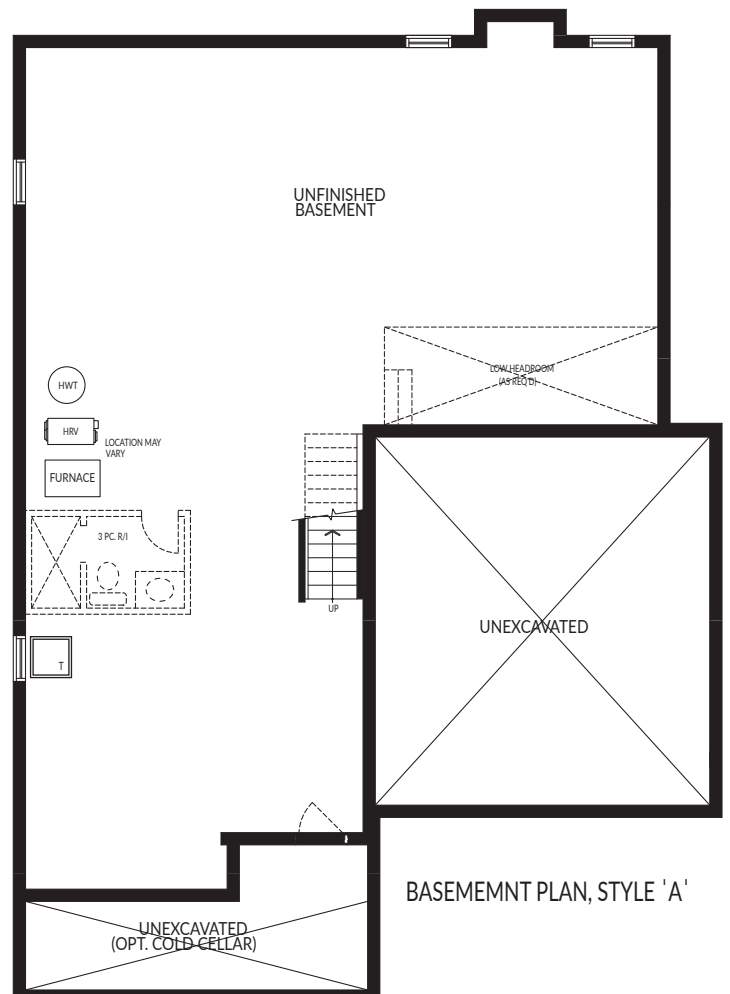 UNFINISHED
BASEMENT
LOW HEADROOM
(AS REQ'D)
HWT
HRV
LOCATION MAY
VARY
FURNACE
3 PC. R/I
UP
UNEXCAVATED
T
BASEMEMNT PLAN, STYLE 'A'
UNEXCAVATED
(OPT. COLD CELLAR)